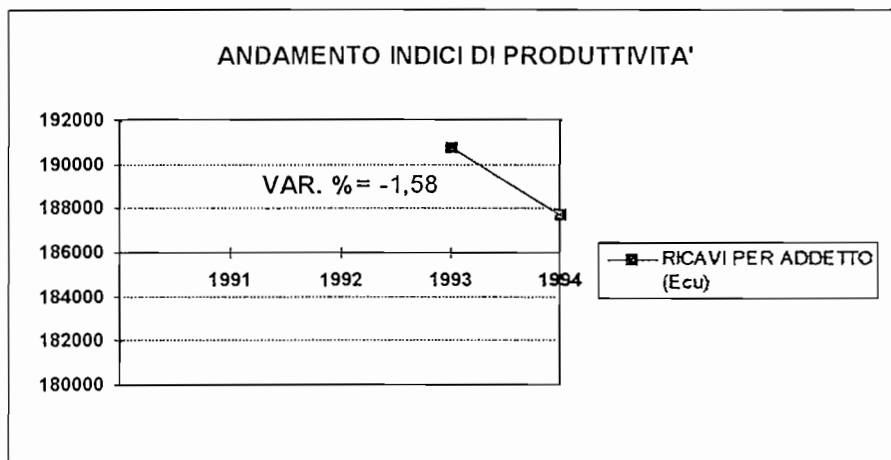 ANDAMENTO INDICI DI PRODUTTIVITA'
192000
190000
VAR. % = -1,58
188000
186000
1991 1992 1993 1994
RICAVI PER ADDETTO
(Ecu)
184000
182000
180000